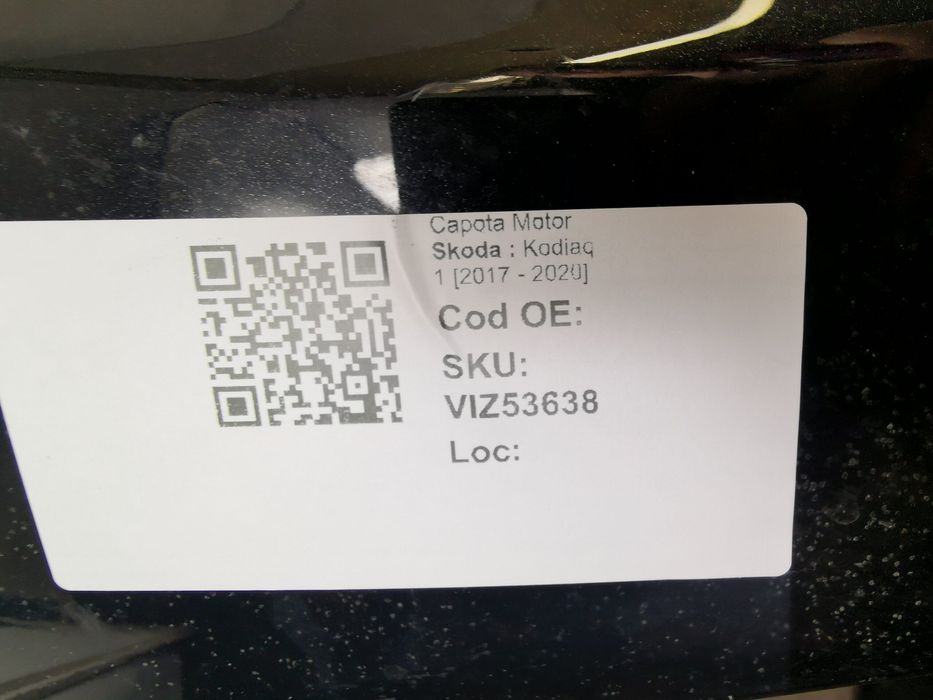 Capota Motor
Skoda : Kodiaq
1 [2017 - 2020]
Cod OE:
SKU:
VIZ53638
Loc: